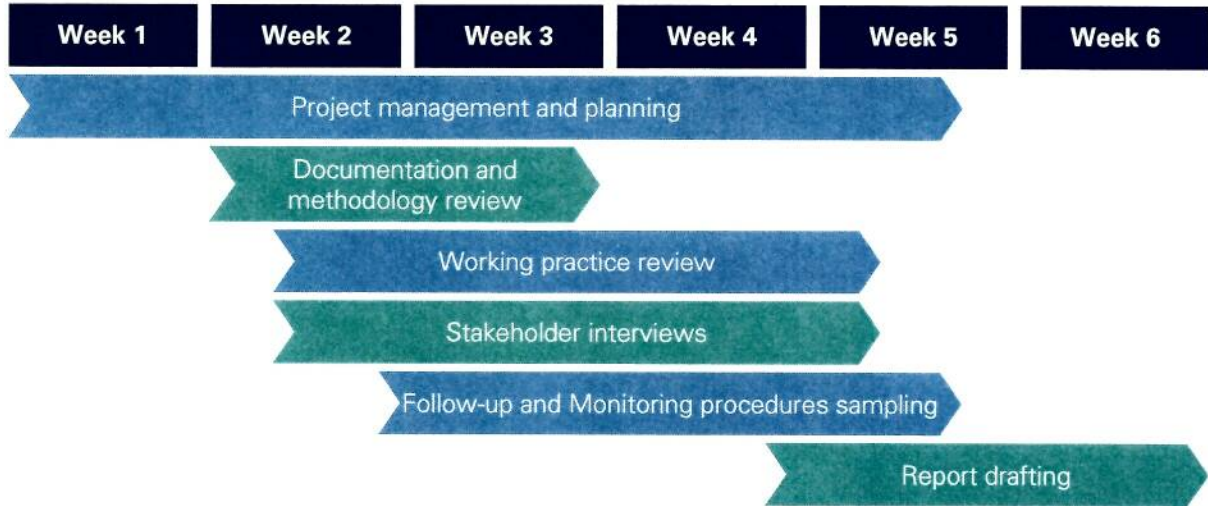 Week 1 Week 2 Week 3 Week 4 Week 5 Week 6
Project management and planning
Documentation and
methodology review
Working practice review
Stakeholder interviews
Follow-up and Monitoring procedures sampling
Report drafting